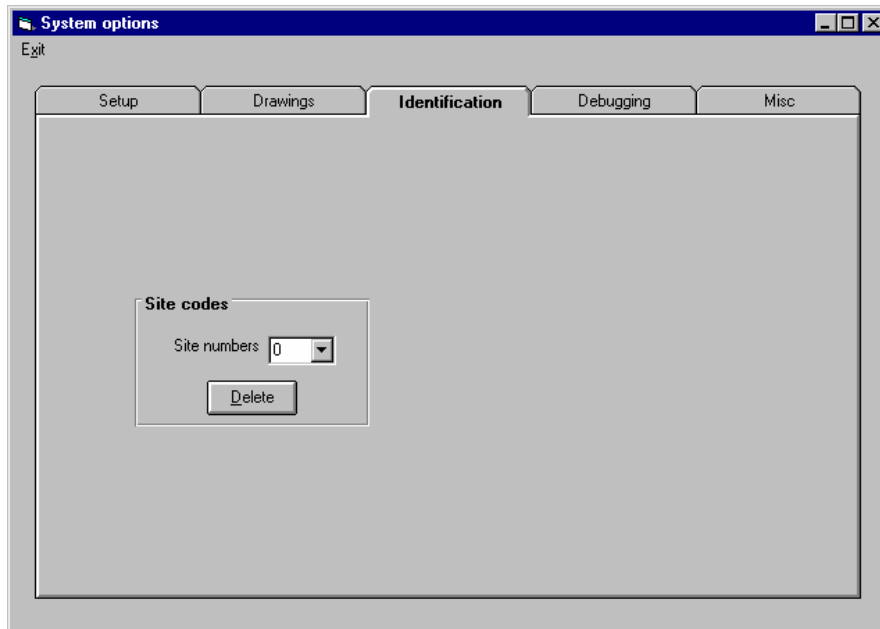 System options
Exit
Setup Drawings Identification Debugging Misc
Site codes
Site numbers 0
Delete